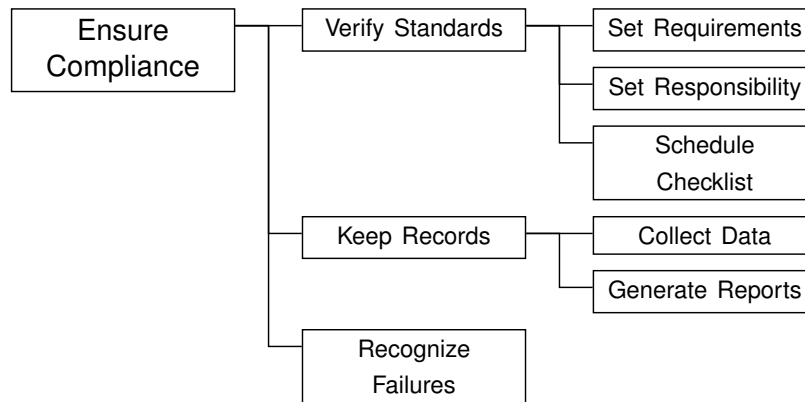 Ensure
Compliance
Verify Standards
Set Requirements
Set Responsibility
Schedule
Checklist
Keep Records
Collect Data
Generate Reports
Recognize
Failures